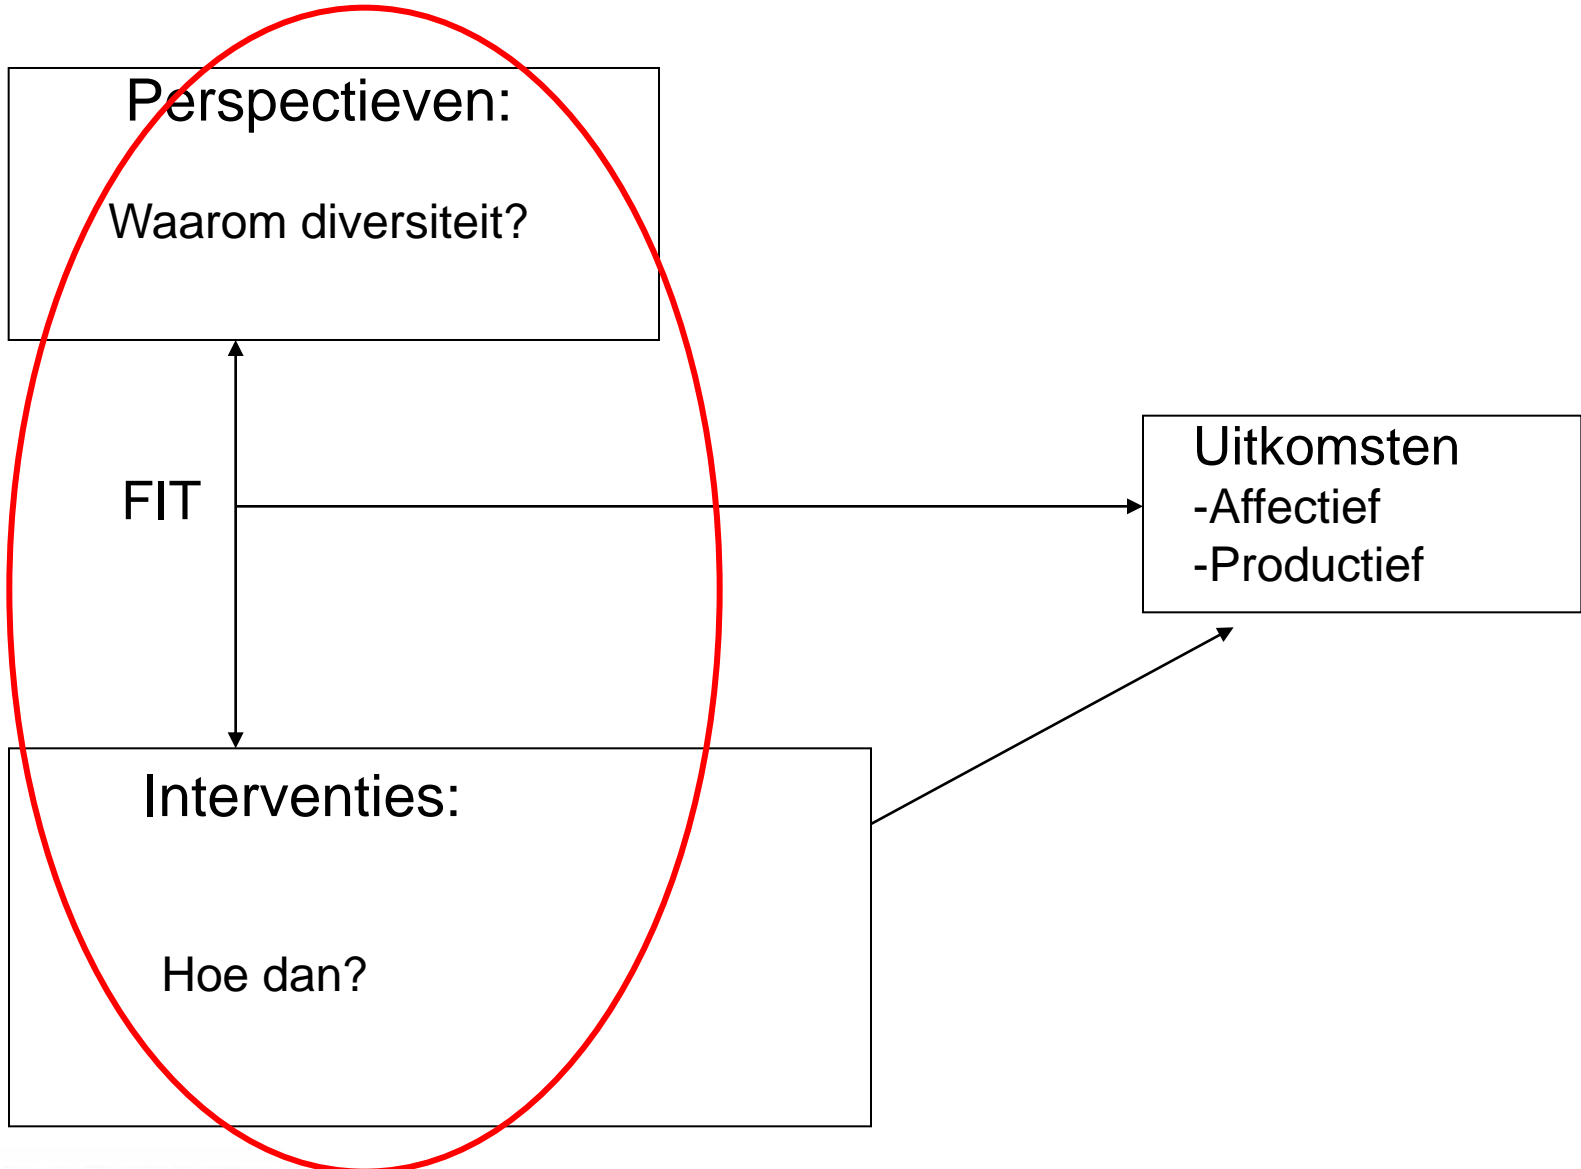 Perspectieven:
Waarom diversiteit?
FIT
Uitkomsten
-Affectief
-Productief
Interventies:
Hoe dan?